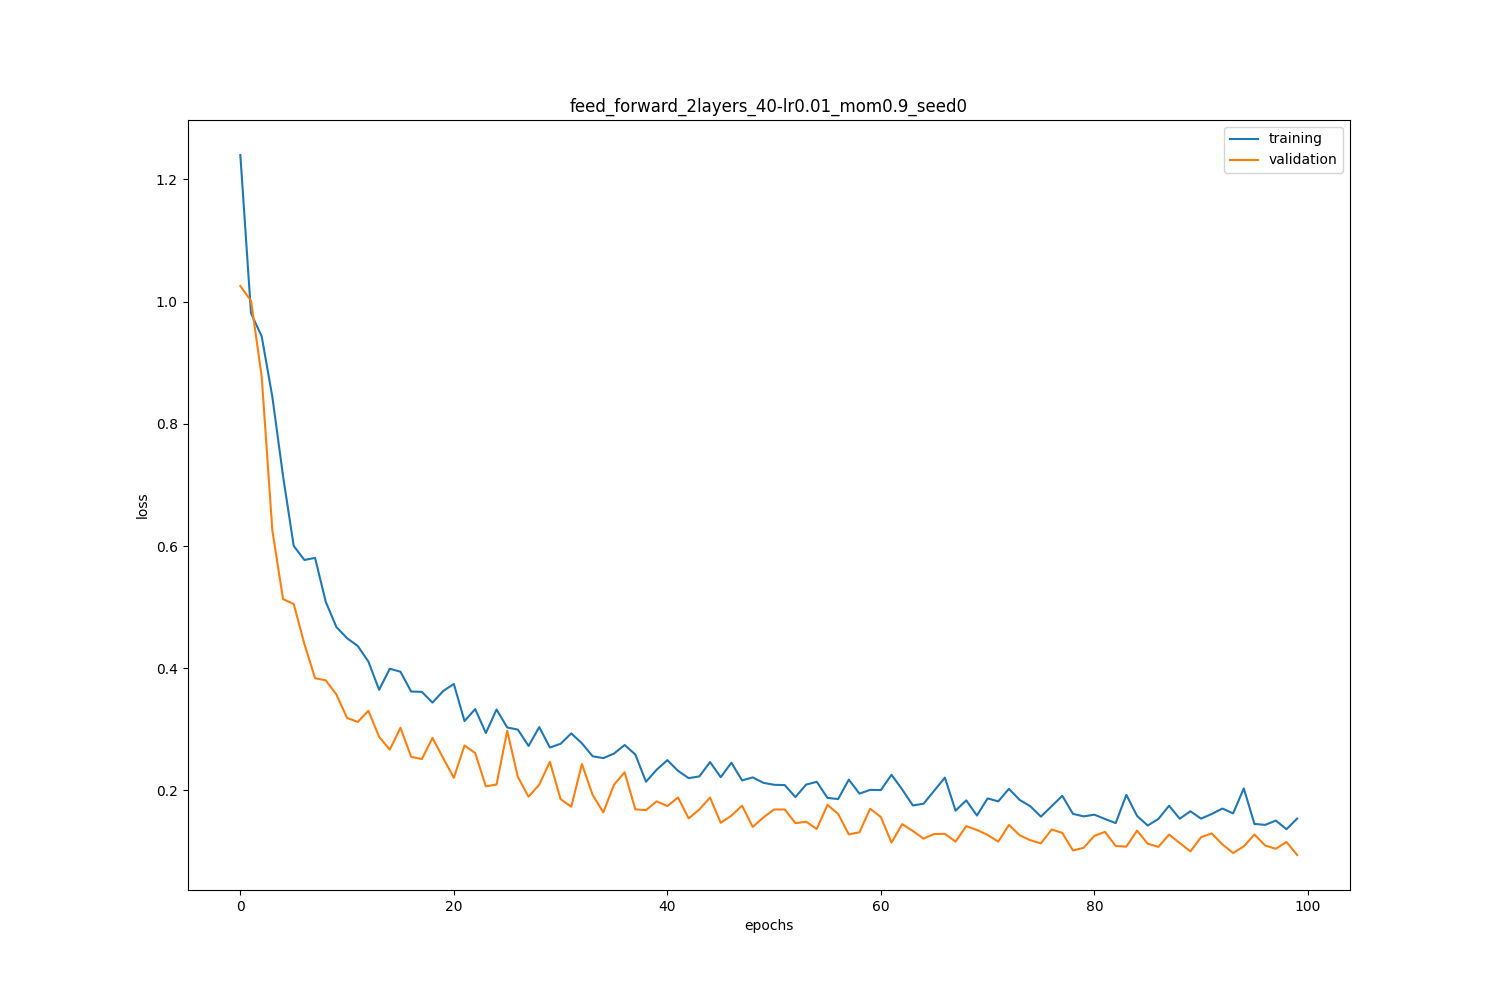 feed_forward_2layers_40-lr0.01_mom0.9_seed0
training
validation
1.2
1.0
0.8
0.6
0.4
0.2
loss
0 20 40 60 80 100
epochs